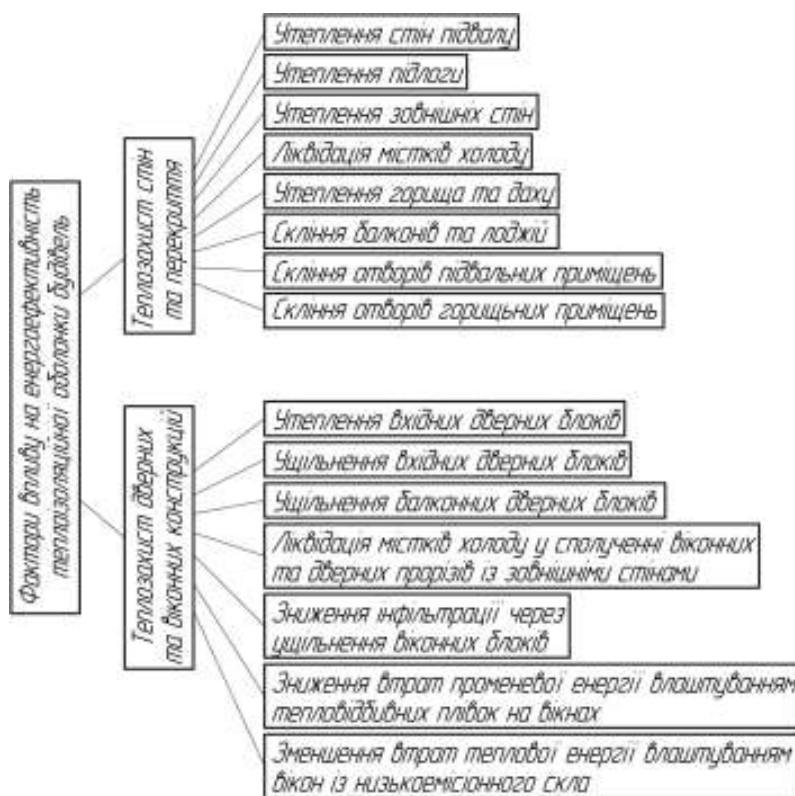 Фактори впливу на енергоефективність
теплоізоляційної оболонки будівель
Теплозахист стін
та перекриття
Утеплення стін підвалу
Утеплення підлоги
Утеплення зовнішніх стін
Ліквідація містків холоду
Утеплення горища та даху
Скління балконів та лоджій
Скління отворів підвальних приміщень
Скління отворів горищьних приміщень
Теплозахист дверних
та віконних конструкцій
Утеплення вхідних дверних блоків
Ущільнення вхідних дверних блоків
Ущільнення балконних дверних блоків
Ліквідація містків холоду у сполученні віконних
та дверних прорізів із зовнішніми стінами
Зниження інфільтрації через
ущільнення віконних блоків
Зниження втрат променевої енергії влаштуванням
тепловідбивних плівок на вікнах
Зменшення втрат теплової енергії влаштуванням
вікон із низькоемісіонного скла